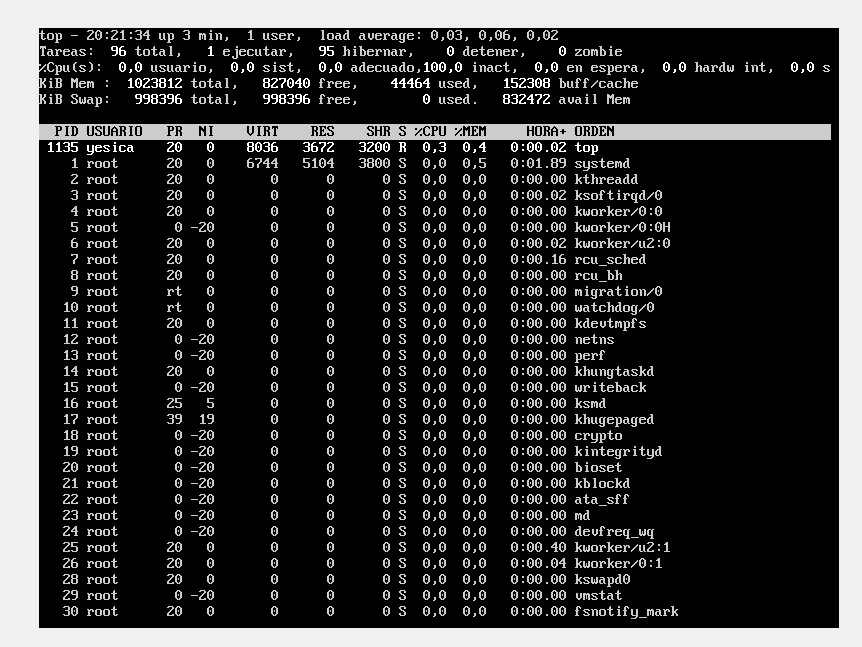 top - 20:21:34 up 3 min,  1 user,  load average: 0,03, 0,06, 0,02
Tareas:  96 total,   1 ejecutar,   95 hibernar,    0 detener,    0 zombie
%Cpu(s):  0,0 usuario,  0,0 sist,  0,0 adecuado,100,0 inact,  0,0 en espera,  0,0 hardw int,  0,0 s
KiB Mem :  1023812 total,   827040 free,    44464 used,   152308 buff/cache
KiB Swap:   998396 total,   998396 free,        0 used.   832472 avail Mem
PID USUARIO   PR  NI    VIRT    RES    SHR S %CPU %MEM     HORA+ ORDEN
1135 yesica    20   0    8036   3672   3200 R  0,3  0,4   0:00.02 top
1 root      20   0    6744   5104   3800 S  0,0  0,5   0:01.89 systemd
2 root      20   0       0      0      0 S  0,0  0,0   0:00.00 kthreadd
3 root      20   0       0      0      0 S  0,0  0,0   0:00.02 ksoftirqd/0
4 root      20   0       0      0      0 S  0,0  0,0   0:00.00 kworker/0:0
5 root       0 -20       0      0      0 S  0,0  0,0   0:00.00 kworker/0:0H
6 root      20   0       0      0      0 S  0,0  0,0   0:00.02 kworker/u2:0
7 root      20   0       0      0      0 S  0,0  0,0   0:00.16 rcu_sched
8 root      20   0       0      0      0 S  0,0  0,0   0:00.00 rcu_bh
9 root      rt   0       0      0      0 S  0,0  0,0   0:00.00 migration/0
10 root      rt   0       0      0      0 S  0,0  0,0   0:00.00 watchdog/0
11 root      20   0       0      0      0 S  0,0  0,0   0:00.00 kdevtmpfs
12 root       0 -20       0      0      0 S  0,0  0,0   0:00.00 netns
13 root       0 -20       0      0      0 S  0,0  0,0   0:00.00 perf
14 root      20   0       0      0      0 S  0,0  0,0   0:00.00 khungtaskd
15 root       0 -20       0      0      0 S  0,0  0,0   0:00.00 writeback
16 root      25   5       0      0      0 S  0,0  0,0   0:00.00 ksmd
17 root      39  19       0      0      0 S  0,0  0,0   0:00.00 khugepaged
18 root       0 -20       0      0      0 S  0,0  0,0   0:00.00 crypto
19 root       0 -20       0      0      0 S  0,0  0,0   0:00.00 kintegrityd
20 root       0 -20       0      0      0 S  0,0  0,0   0:00.00 bioset
21 root       0 -20       0      0      0 S  0,0  0,0   0:00.00 kblockd
22 root       0 -20       0      0      0 S  0,0  0,0   0:00.00 ata_sff
23 root       0 -20       0      0      0 S  0,0  0,0   0:00.00 md
24 root       0 -20       0      0      0 S  0,0  0,0   0:00.00 devfreq_wq
25 root      20   0       0      0      0 S  0,0  0,0   0:00.40 kworker/u2:1
26 root      20   0       0      0      0 S  0,0  0,0   0:00.04 kworker/0:1
28 root      20   0       0      0      0 S  0,0  0,0   0:00.00 kswapd0
29 root       0 -20       0      0      0 S  0,0  0,0   0:00.00 vmstat
30 root      20   0       0      0      0 S  0,0  0,0   0:00.00 fsnotify_mark